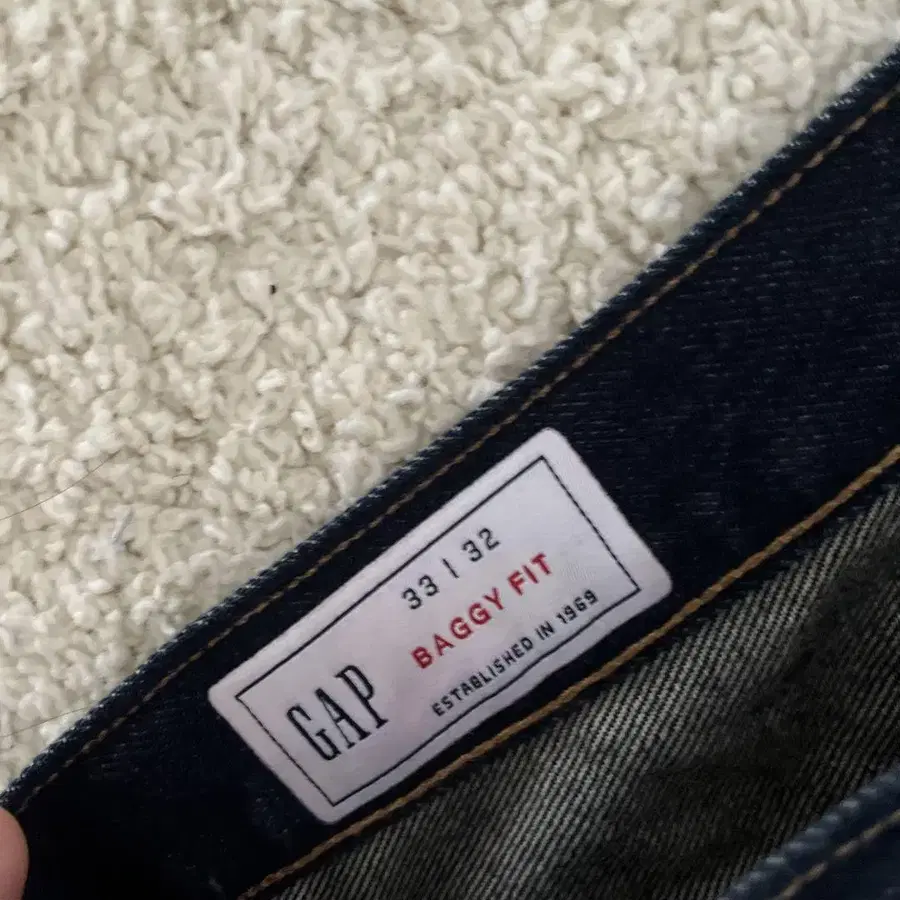 GAP
33 | 32
BAGGY FIT
ESTABLISHED IN 1969